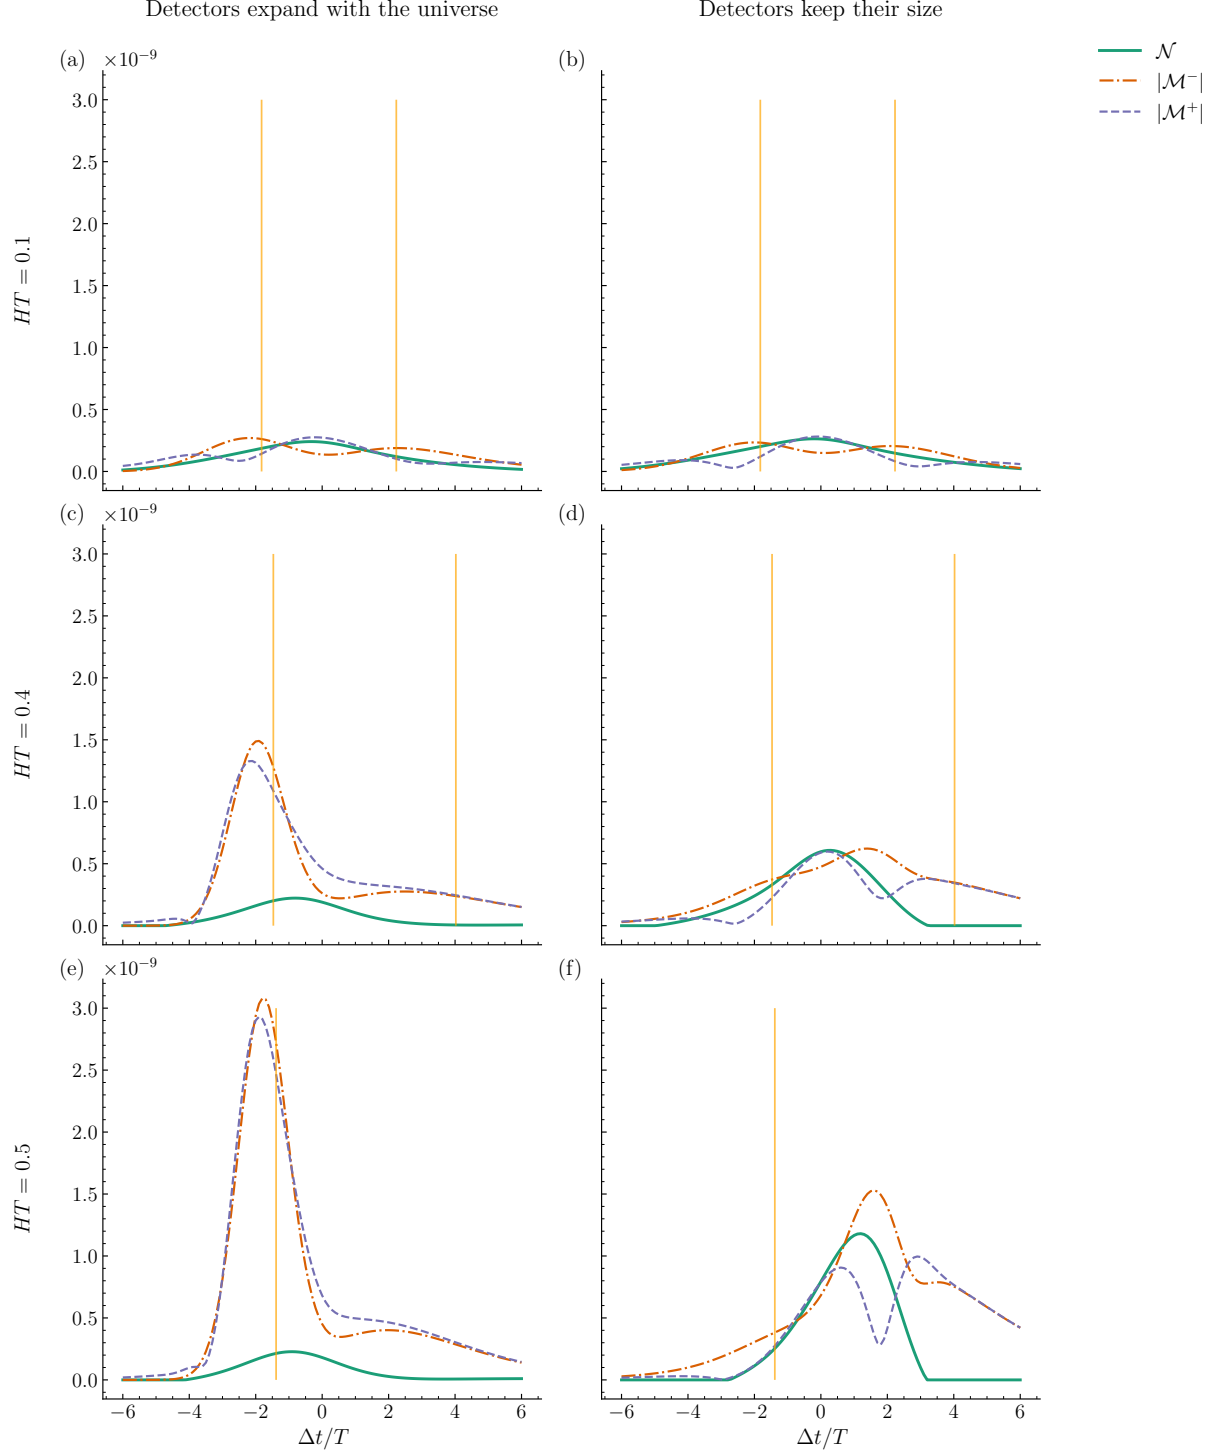 Detectors expand with the universe
Detectors keep their size
𝒩
|ℳ⁻|
|ℳ⁺|
(a) ×10⁻⁹
(b)
HT = 0.1
3.0
2.5
2.0
1.5
1.0
0.5
0.0
(c) ×10⁻⁹
(d)
HT = 0.4
3.0
2.5
2.0
1.5
1.0
0.5
0.0
(e) ×10⁻⁹
(f)
HT = 0.5
3.0
2.5
2.0
1.5
1.0
0.5
0.0
−6 −4 −2 0 2 4 6
Δt/T
−6 −4 −2 0 2 4 6
Δt/T